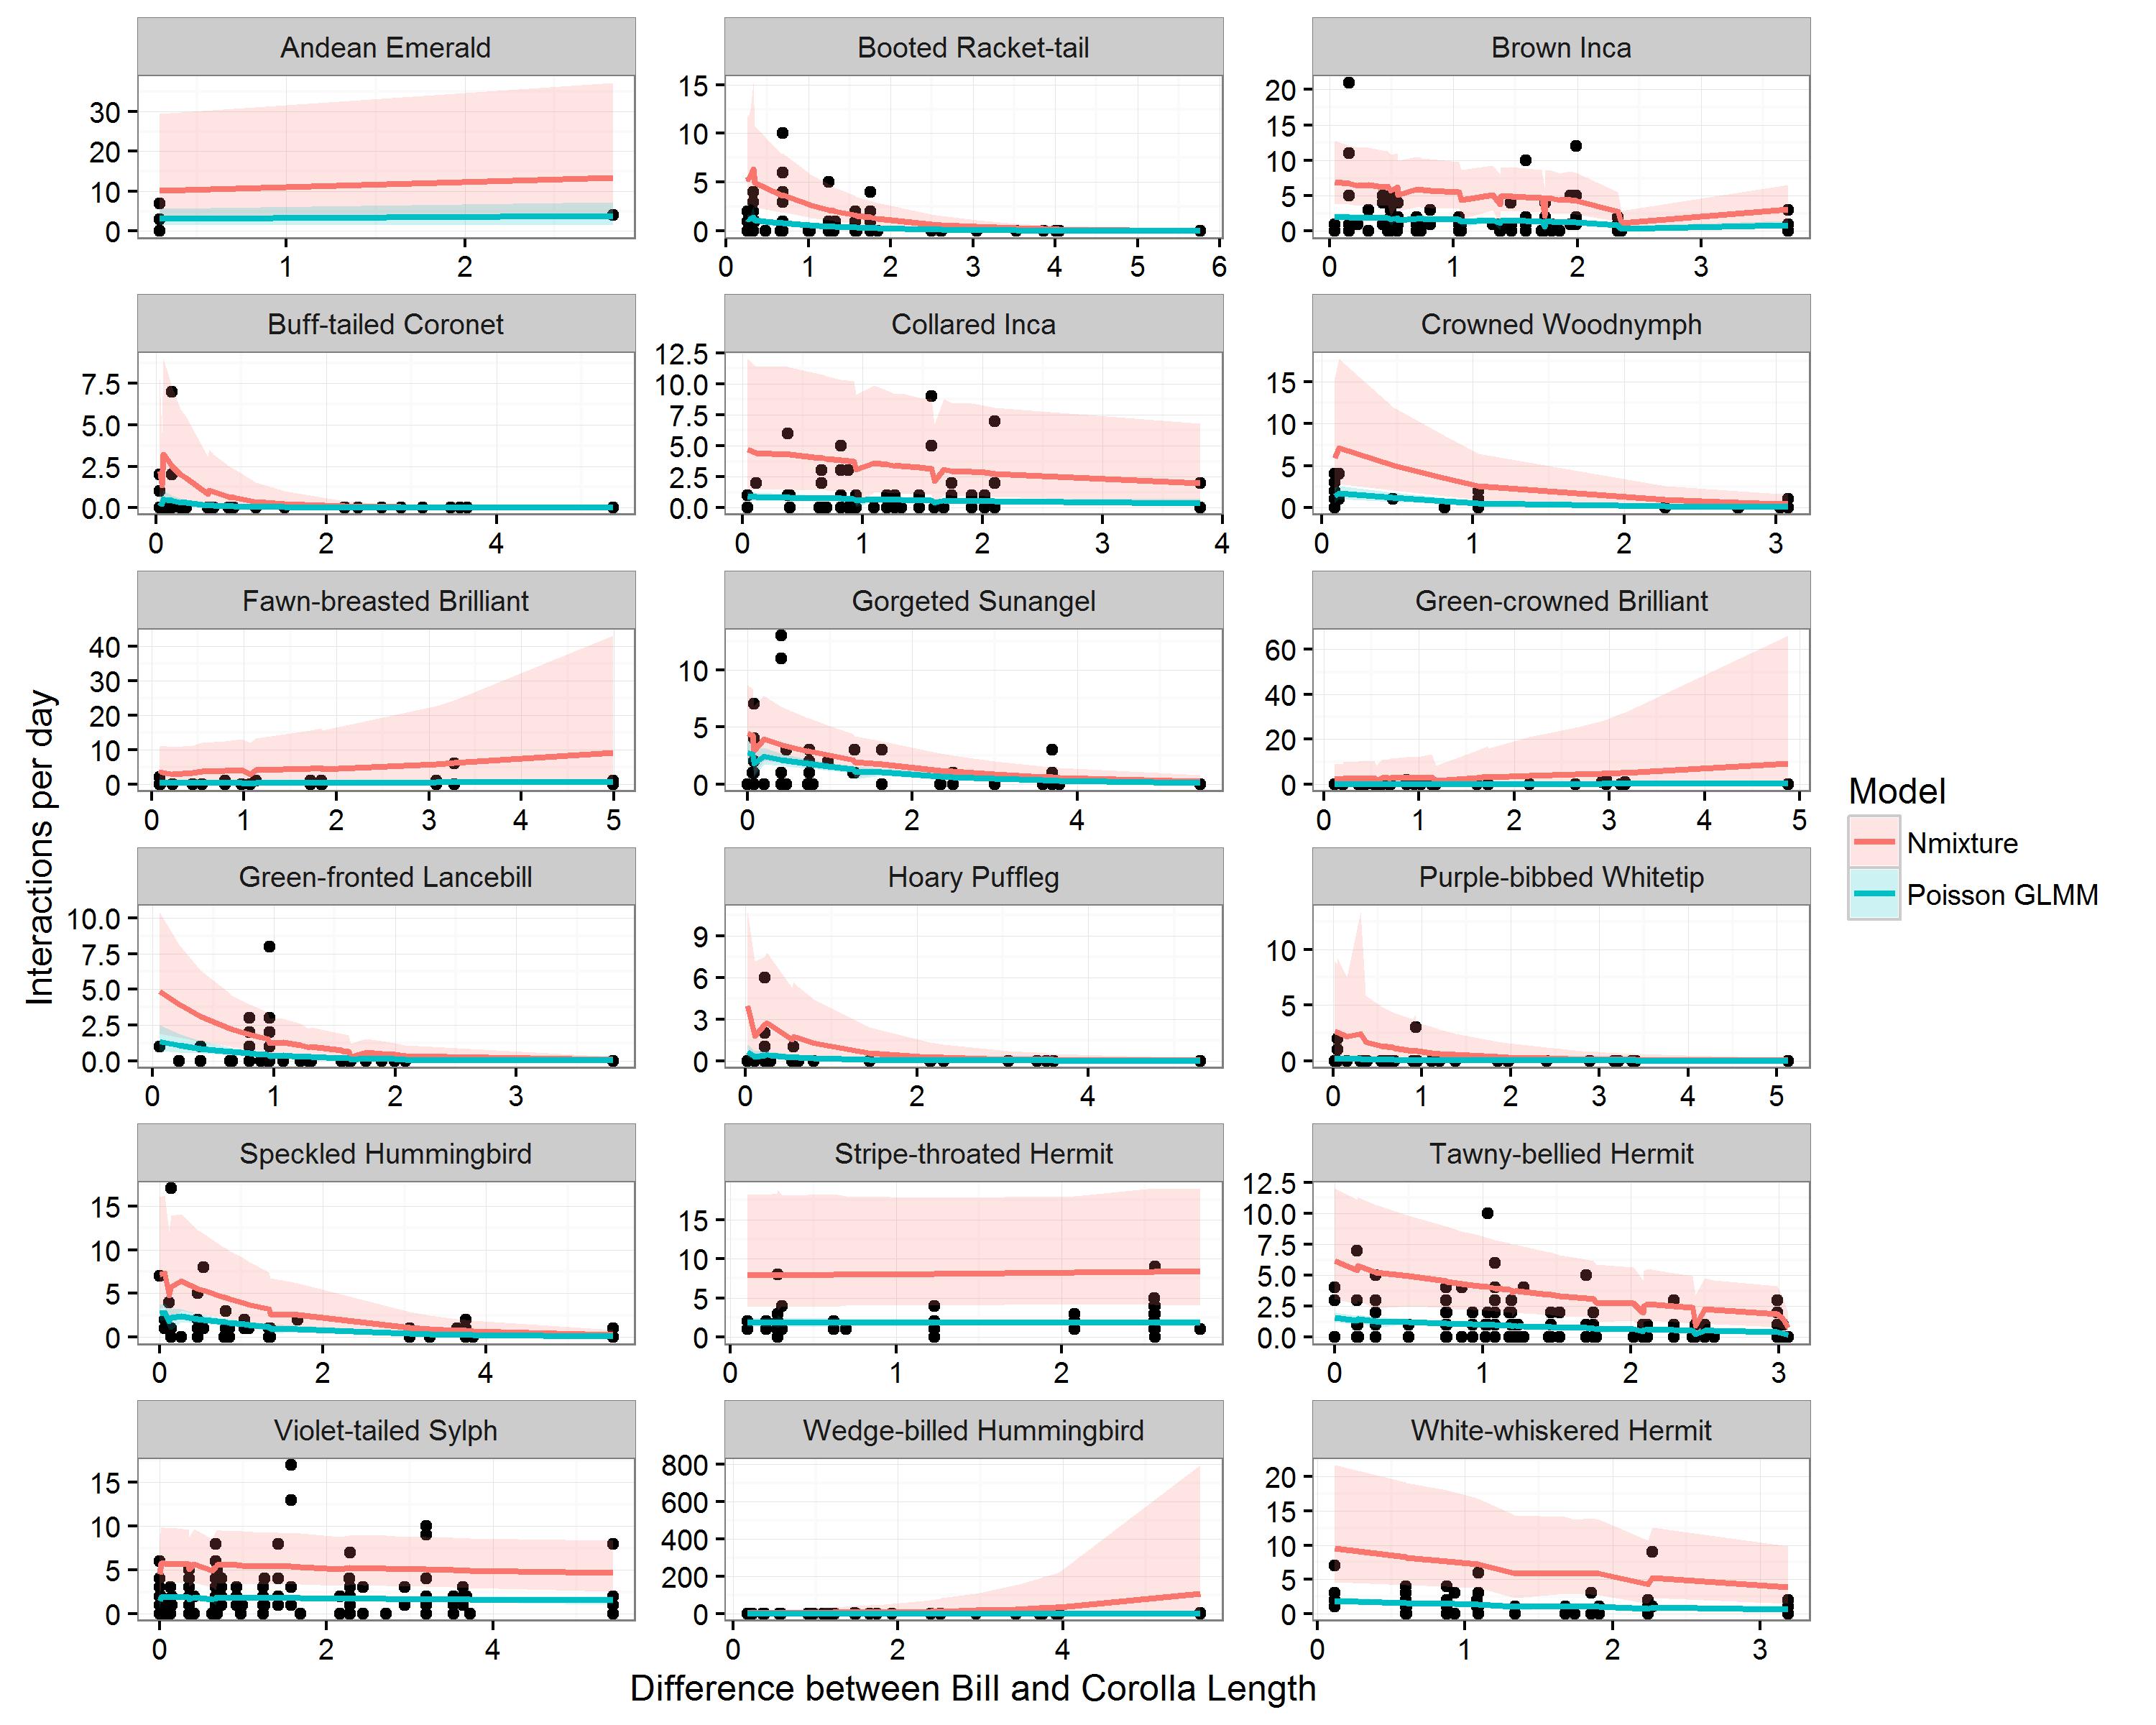 Andean Emerald Booted Racket-tail Brown Inca
30 20 10 0
15 10 5 0
20 15 10 5 0
1 2
0 1 2 3 4 5 6
0 1 2 3
Buff-tailed Coronet Collared Inca Crowned Woodnymph
7.5 5.0 2.5 0.0
12.5 10.0 7.5 5.0 2.5 0.0
15 10 5 0
0 2 4
0 1 2 3 4
0 1 2 3
Fawn-breasted Brilliant Gorgeted Sunangel Green-crowned Brilliant
40 30 20 10 0
10 5 0
60 40 20 0
0 1 2 3 4 5
0 2 4
0 1 2 3 4 5
Green-fronted Lancebill Hoary Puffleg Purple-bibbed Whitetip
10.0 7.5 5.0 2.5 0.0
9 6 3 0
10 5 0
0 1 2 3
0 2 4
0 1 2 3 4 5
Speckled Hummingbird Stripe-throated Hermit Tawny-bellied Hermit
15 10 5 0
15 10 5 0
12.5 10.0 7.5 5.0 2.5 0.0
0 2 4
0 1 2
0 1 2 3
Violet-tailed Sylph Wedge-billed Hummingbird White-whiskered Hermit
15 10 5 0
800 600 400 200 0
20 15 10 5 0
0 2 4
0 2 4
0 1 2 3
Interactions per day
Difference between Bill and Corolla Length
Model
Nmixture
Poisson GLMM